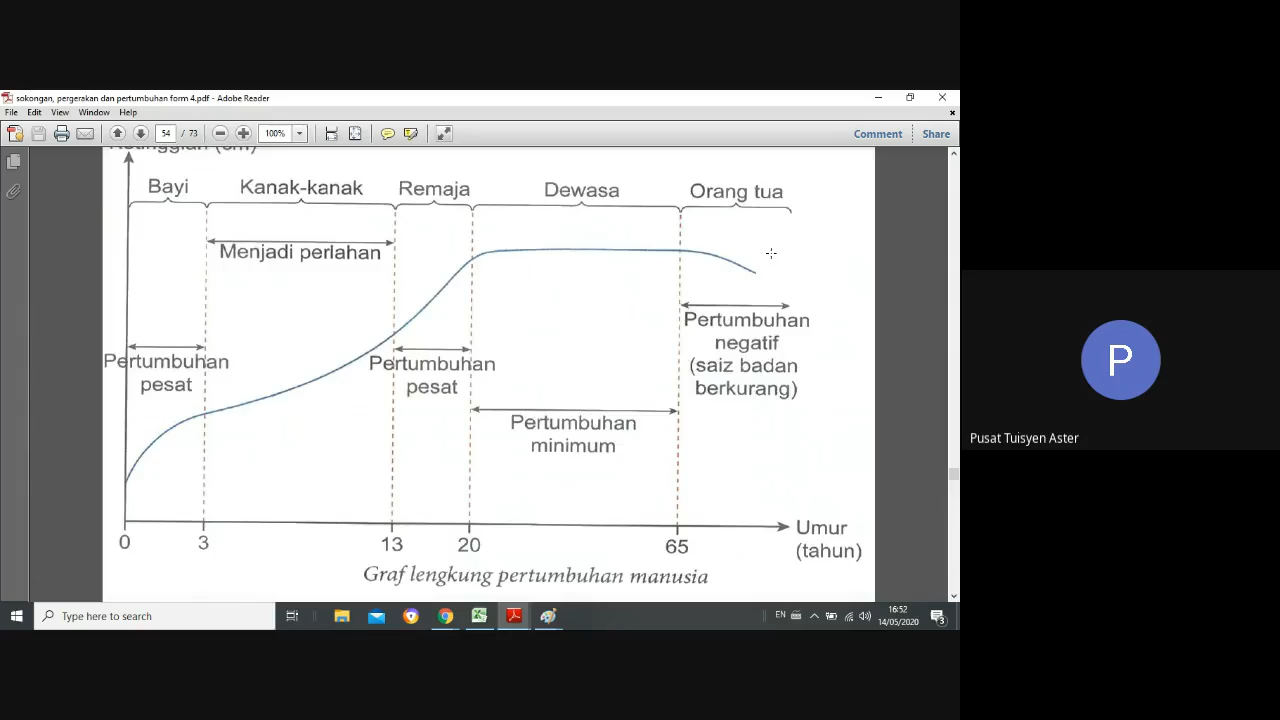 sokongan, pergerakan dan pertumbuhan form 4.pdf - Adobe Reader
File Edit View Window Help
54 / 73 100% Comment Share
Ketinggian (cm)
Bayi Kanak-kanak Remaja Dewasa Orang tua
Menjadi perlahan
Pertumbuhan
pesat
Pertumbuhan
pesat
Pertumbuhan
negatif
(saiz badan
berkurang)
Pertumbuhan
minimum
0 3 13 20 65
Umur
(tahun)
Graf lengkung pertumbuhan manusia
P
Pusat Tuisyen Aster
Type here to search
EN
16:52
14/05/2020
3